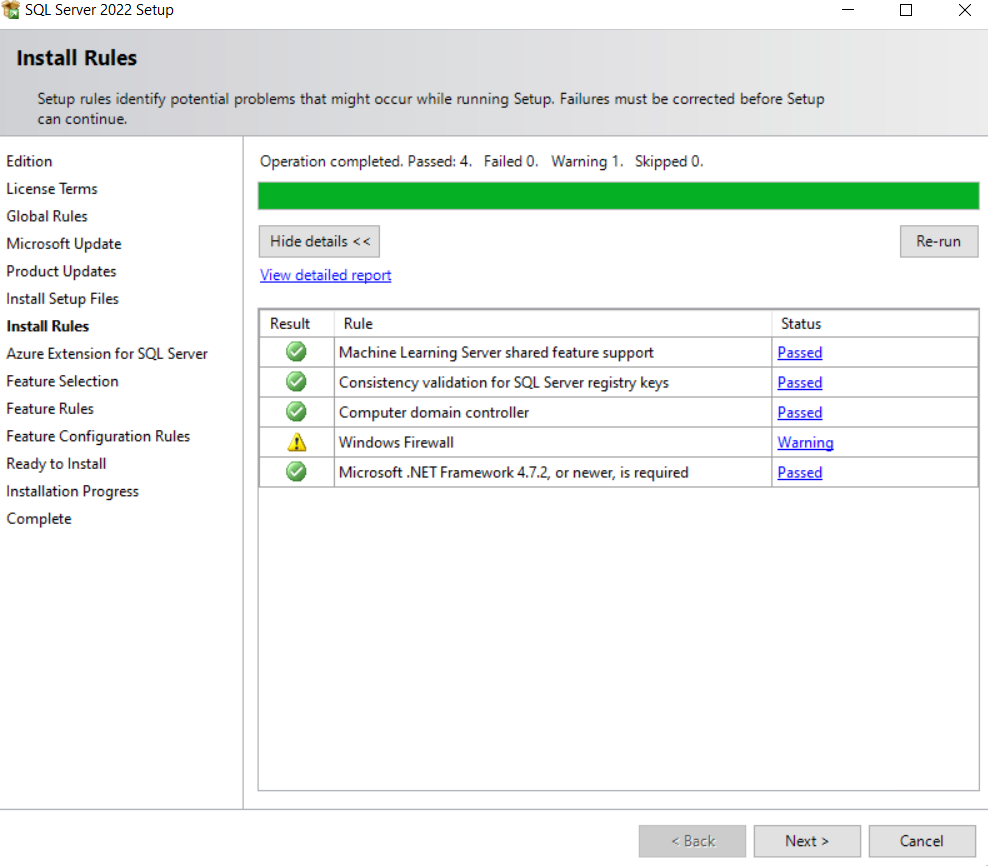 SQL Server 2022 Setup
Install Rules
Setup rules identify potential problems that might occur while running Setup. Failures must be corrected before Setup
can continue.
Edition
License Terms
Global Rules
Microsoft Update
Product Updates
Install Setup Files
Install Rules
Azure Extension for SQL Server
Feature Selection
Feature Rules
Feature Configuration Rules
Ready to Install
Installation Progress
Complete
Operation completed. Passed: 4.   Failed 0.   Warning 1.   Skipped 0.
Hide details <<
Re-run
View detailed report
Result Rule Status
Machine Learning Server shared feature support Passed
Consistency validation for SQL Server registry keys Passed
Computer domain controller Passed
Windows Firewall Warning
Microsoft .NET Framework 4.7.2, or newer, is required Passed
< Back Next > Cancel